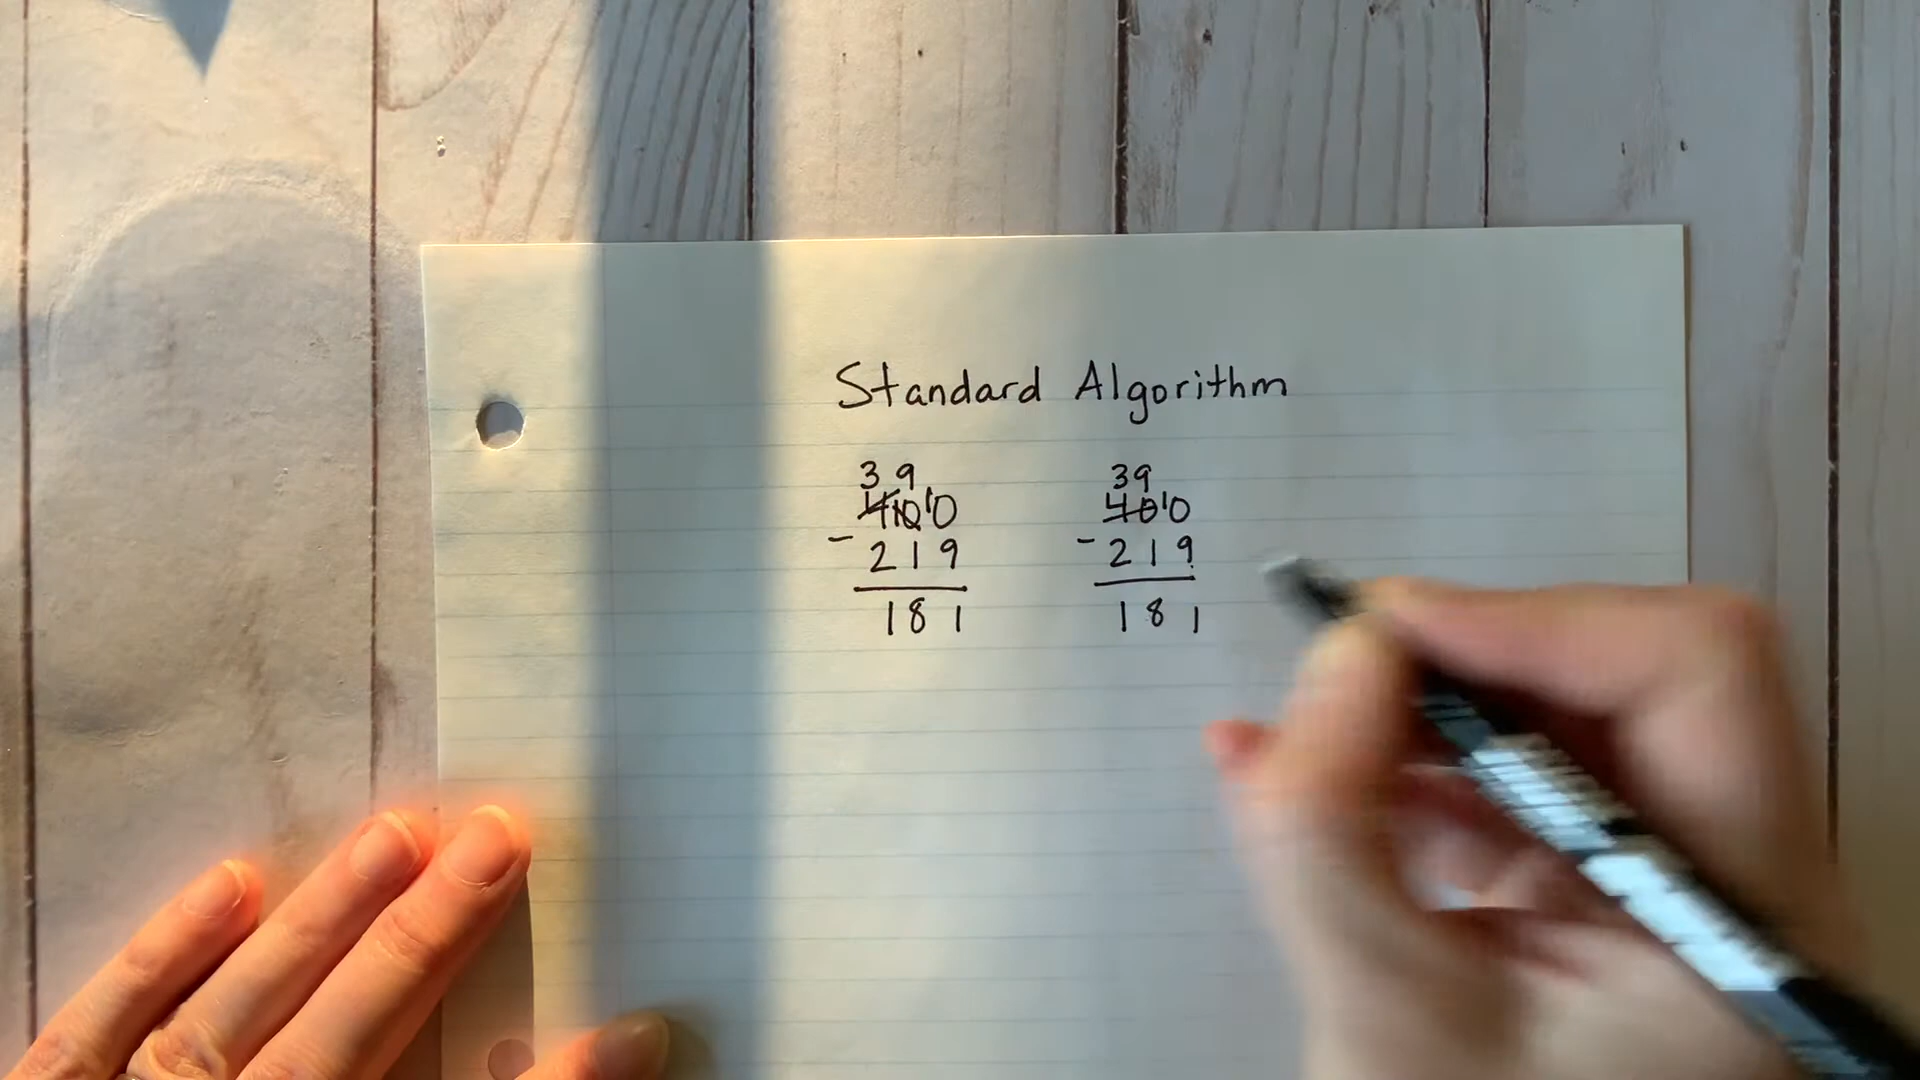 Standard Algorithm
3 9
4 10 10
- 2 1 9
1 8 1
3 9
4 0 10
- 2 1 9
1 8 1